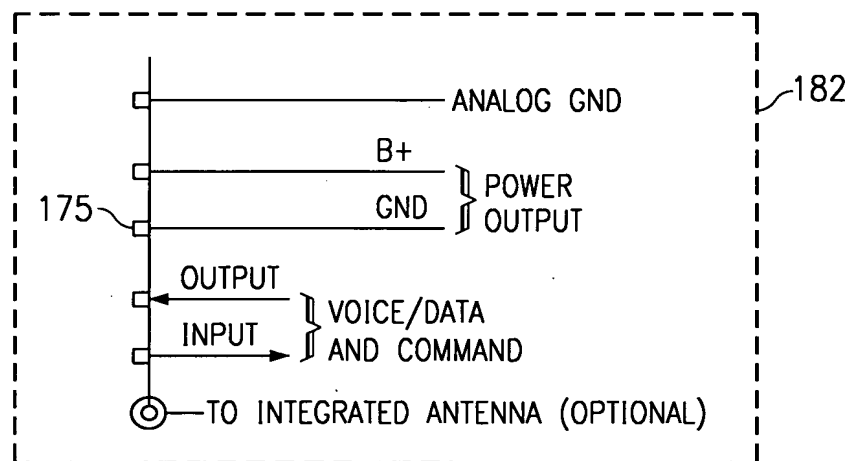 182
ANALOG GND
B+
POWER
175
GND
OUTPUT
OUTPUT
VOICE/DATA
INPUT
AND COMMAND
TO INTEGRATED ANTENNA (OPTIONAL)